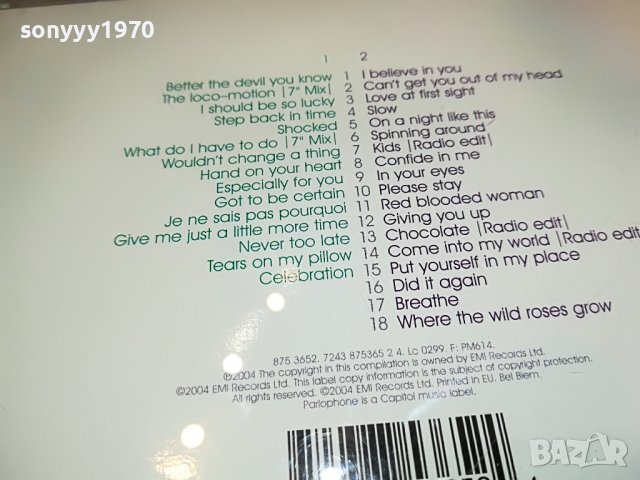 sonyyy1970
1 2
Better the devil you know 1 I believe in you
The loco-motion |7" Mix| 2 Can't get you out of my head
I should be so lucky 3 Love at first sight
Step back in time 4 Slow
Shocked 5 On a night like this
What do I have to do |7" Mix| 6 Spinning around
Wouldn't change a thing 7 Kids |Radio edit|
Hand on your heart 8 Confide in me
Especially for you 9 In your eyes
Got to be certain 10 Please stay
Je ne sais pas pourquoi 11 Red blooded woman
Give me just a little more time 12 Giving you up
Never too late 13 Chocolate |Radio edit|
Tears on my pillow 14 Come into my world |Radio edit
Celebration 15 Put yourself in my place
16 Did it again
17 Breathe
18 Where the wild roses grow
875 3652. 7243 875365 2 4. Lc 0299. F: PM614.
℗2004 The copyright in this compilation is owned by EMI Records Ltd.
©2004 EMI Records Ltd. This label copy information is the subject of copyright protection.
All rights reserved. ©2004 EMI Records Ltd. Printed in EU. Bel Biem.
Parlophone is a Capitol music label.
BAZAR
bg